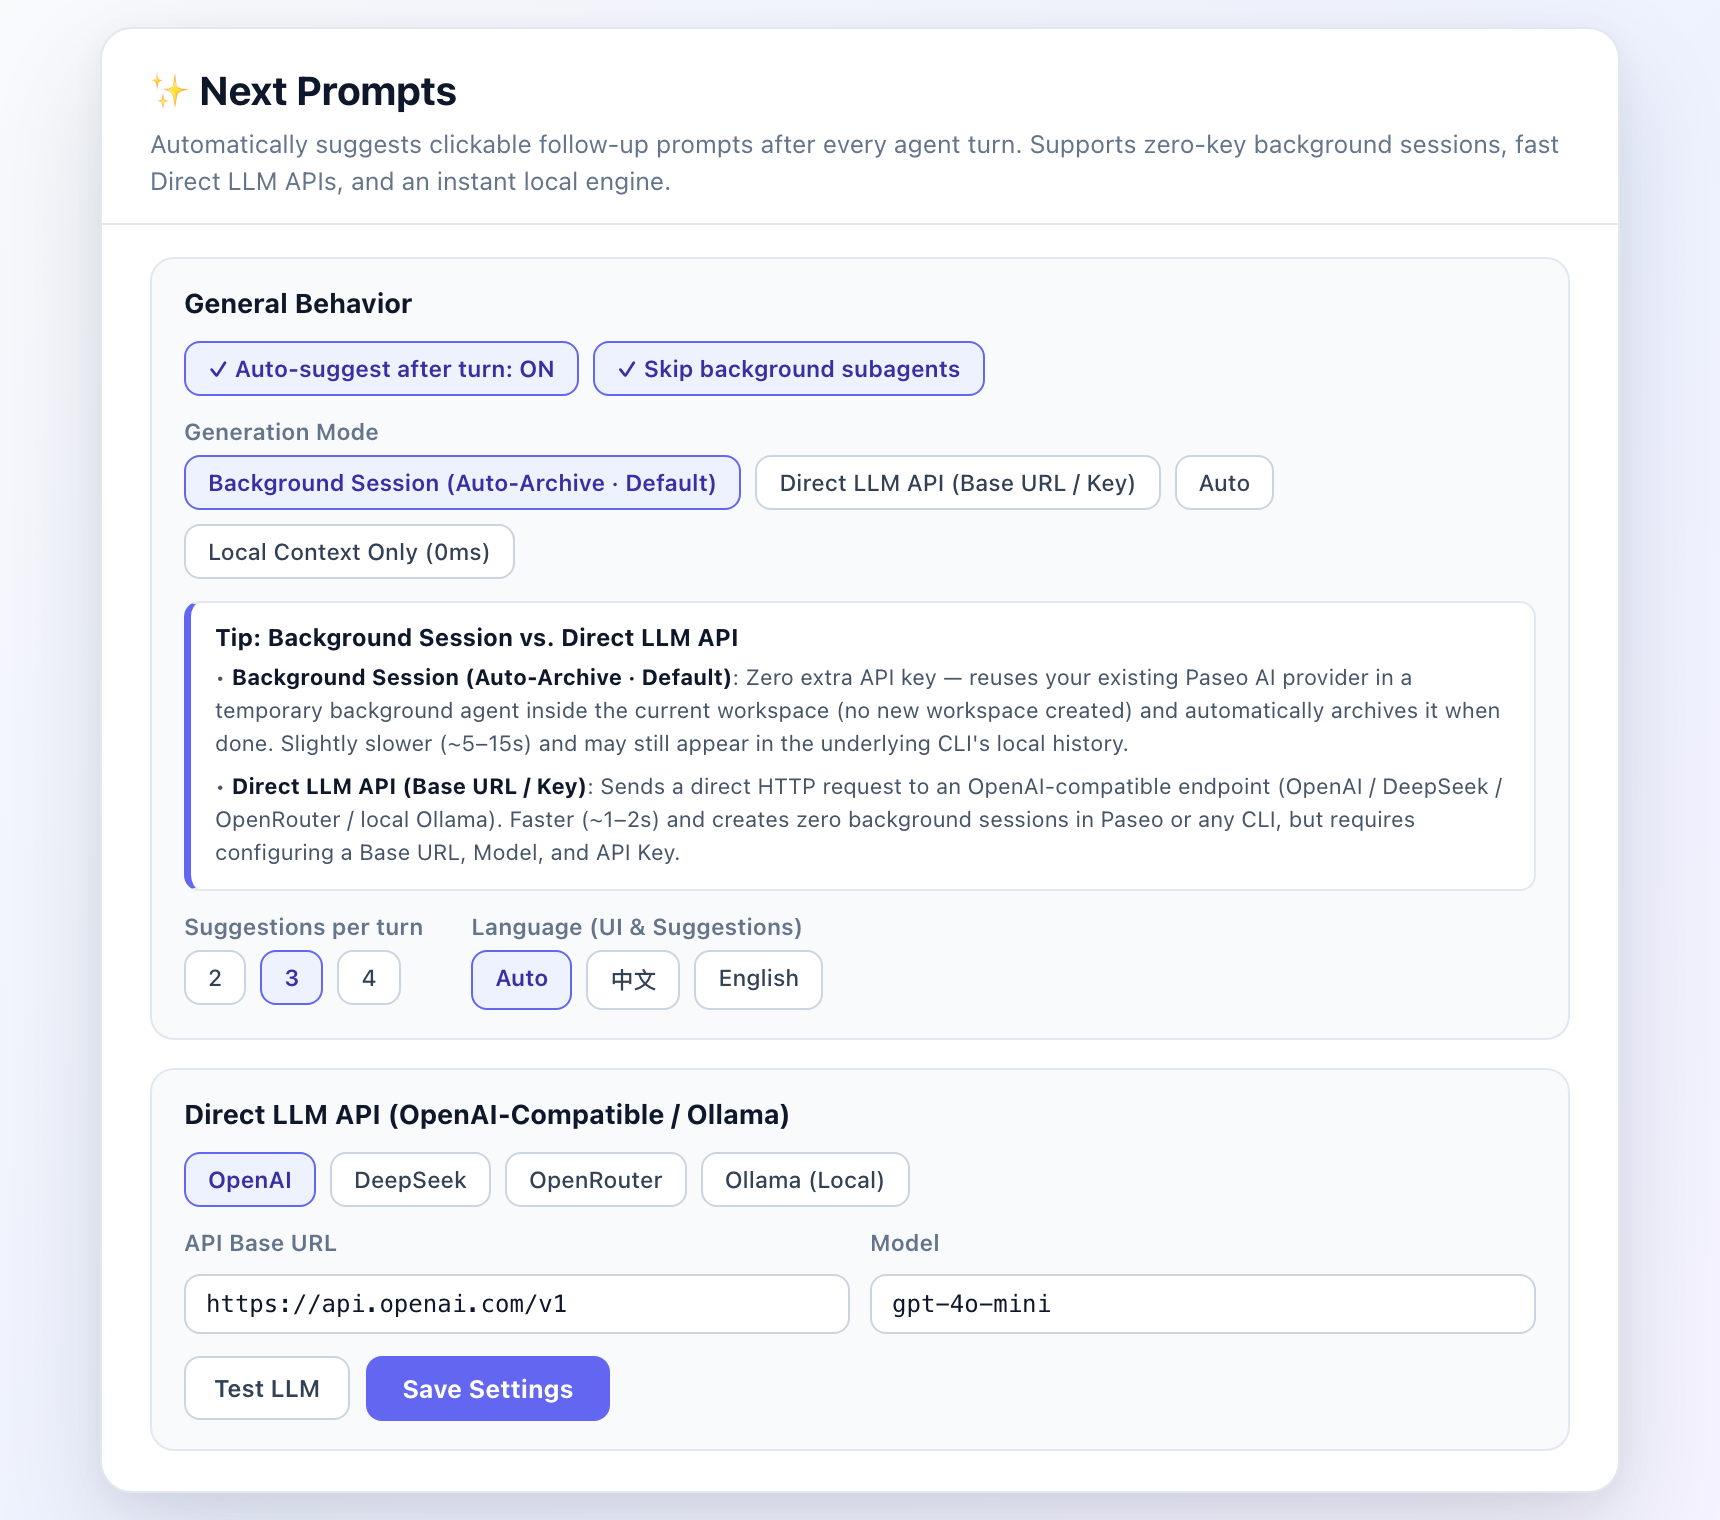 ✨ Next Prompts
Automatically suggests clickable follow-up prompts after every agent turn. Supports zero-key background sessions, fast
Direct LLM APIs, and an instant local engine.
General Behavior
✓ Auto-suggest after turn: ON
✓ Skip background subagents
Generation Mode
Background Session (Auto-Archive · Default)
Direct LLM API (Base URL / Key)
Auto
Local Context Only (0ms)
Tip: Background Session vs. Direct LLM API
• Background Session (Auto-Archive · Default): Zero extra API key — reuses your existing Paseo AI provider in a
temporary background agent inside the current workspace (no new workspace created) and automatically archives it when
done. Slightly slower (~5–15s) and may still appear in the underlying CLI's local history.
• Direct LLM API (Base URL / Key): Sends a direct HTTP request to an OpenAI-compatible endpoint (OpenAI / DeepSeek /
OpenRouter / local Ollama). Faster (~1–2s) and creates zero background sessions in Paseo or any CLI, but requires
configuring a Base URL, Model, and API Key.
Suggestions per turn
2
3
4
Language (UI & Suggestions)
Auto
中文
English
Direct LLM API (OpenAI-Compatible / Ollama)
OpenAI
DeepSeek
OpenRouter
Ollama (Local)
API Base URL
https://api.openai.com/v1
Model
gpt-4o-mini
Test LLM
Save Settings